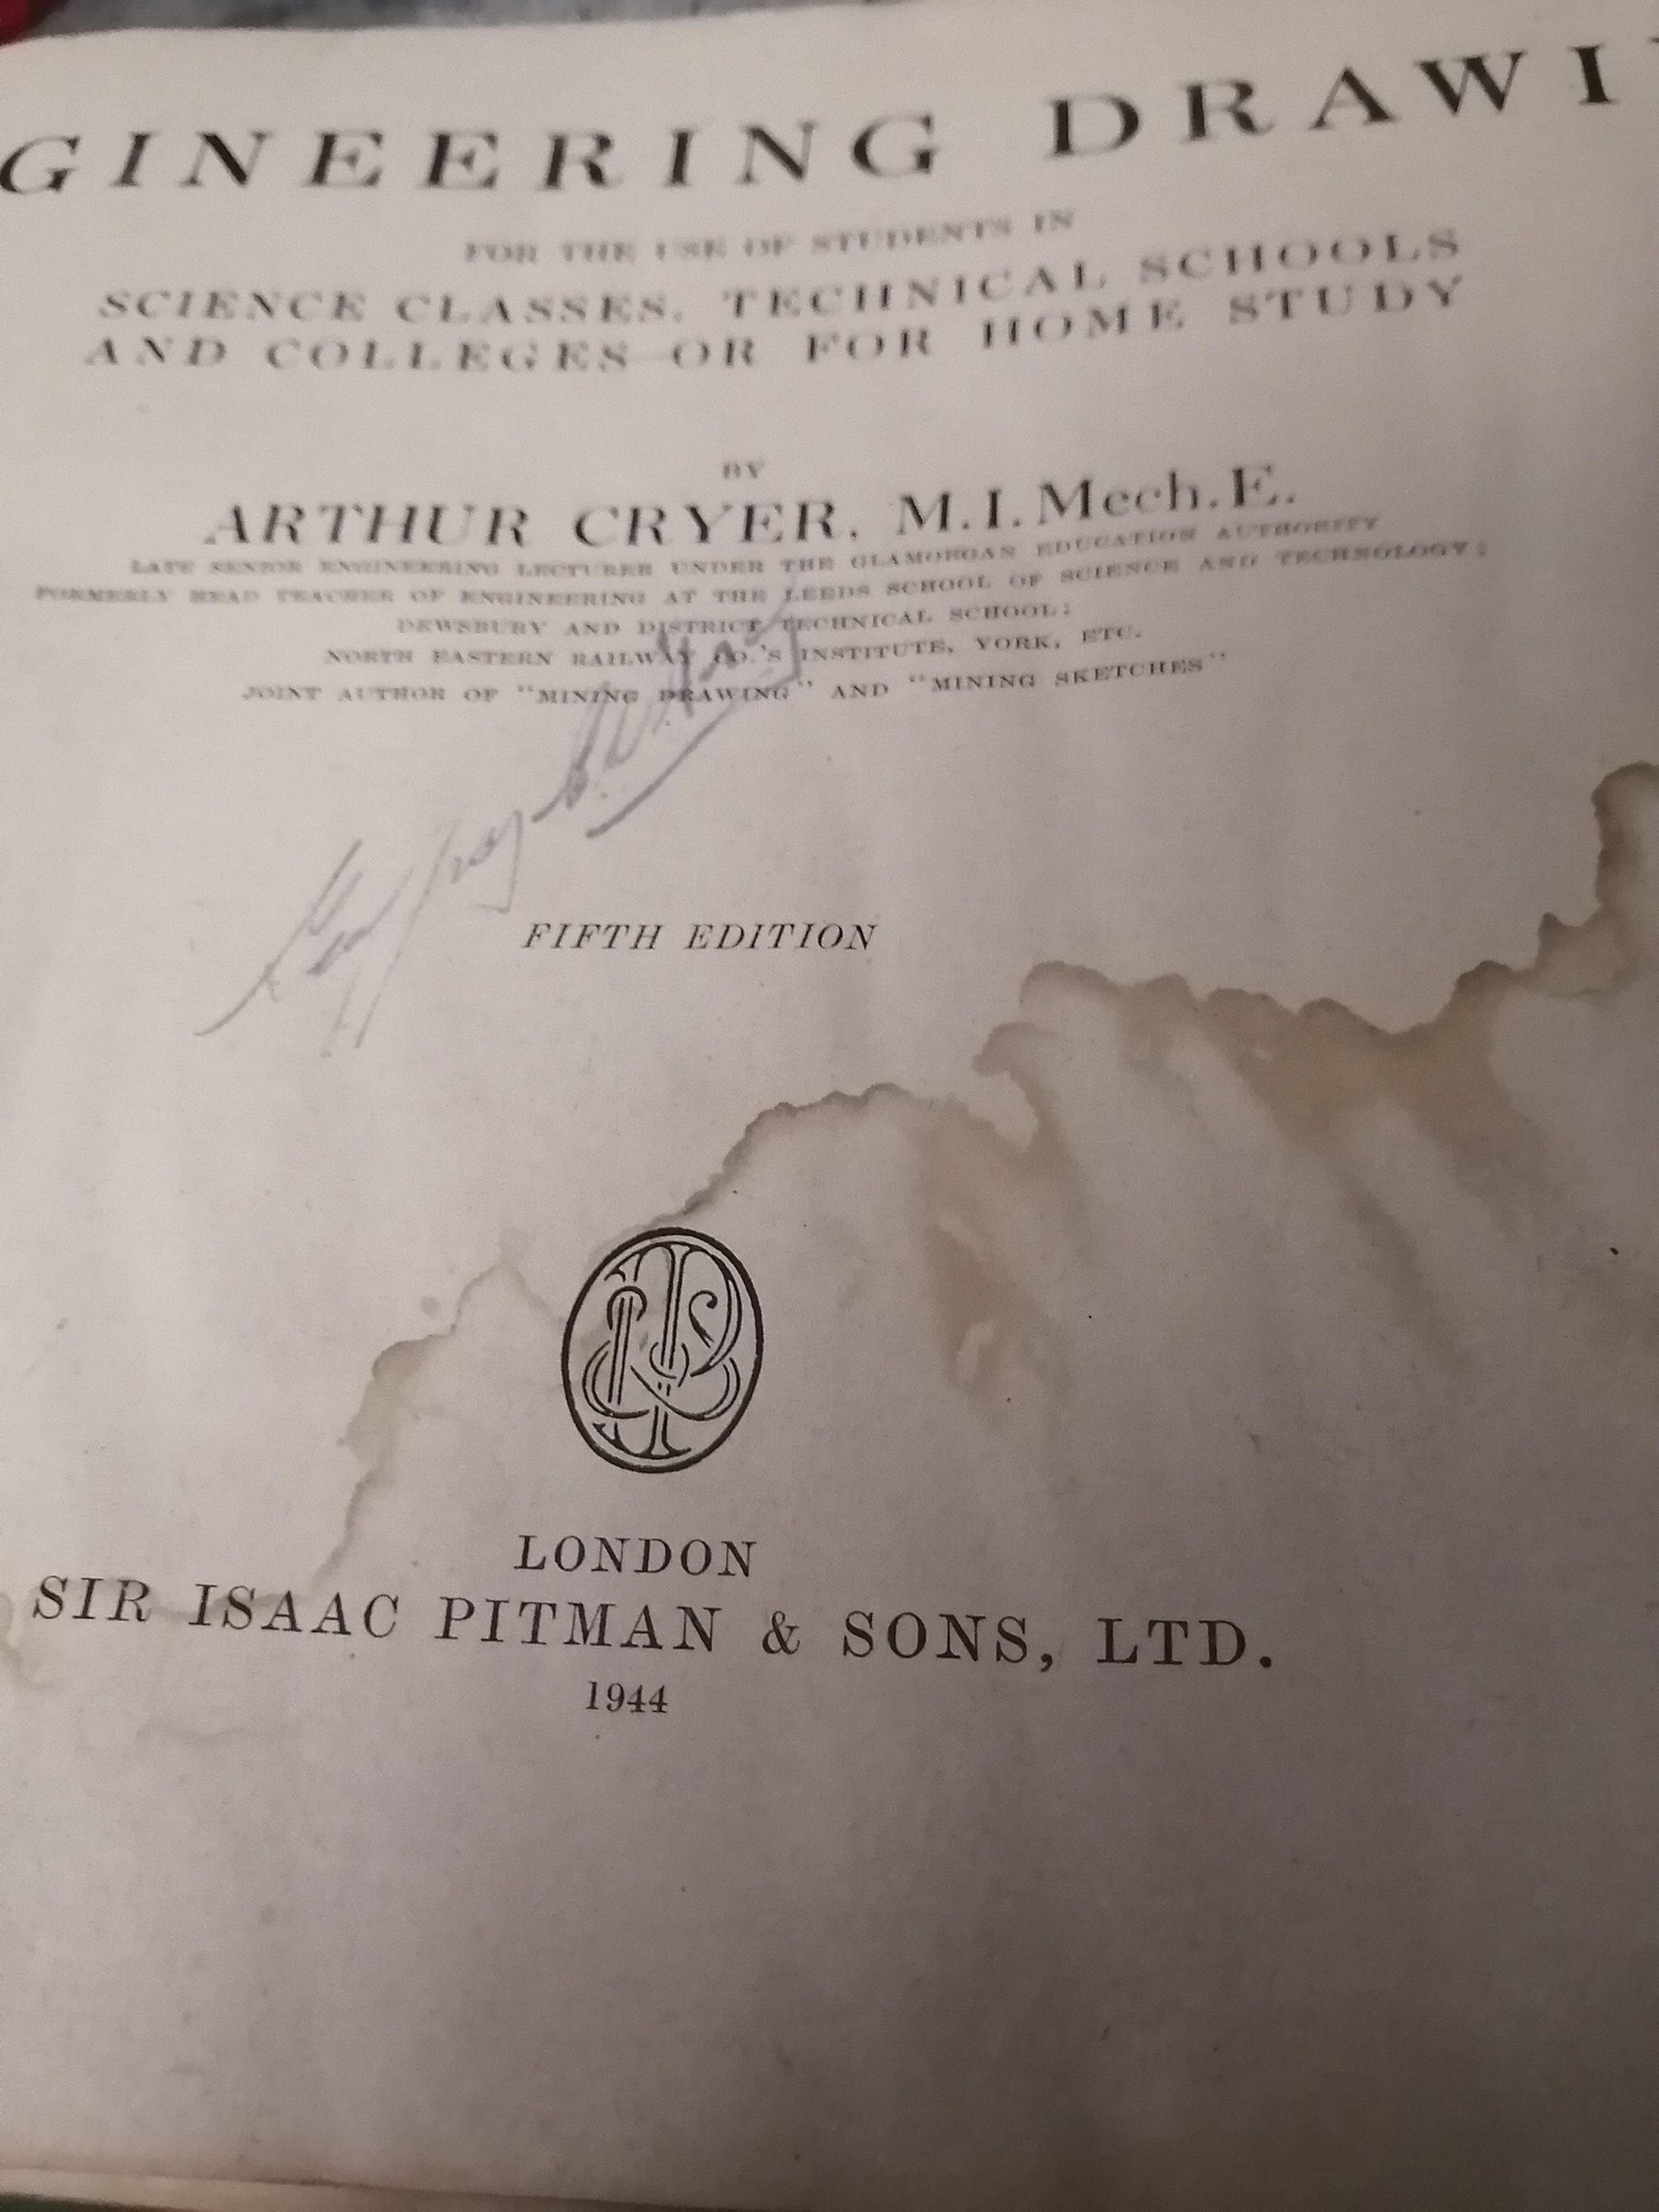 GINEERING DRAWI
FOR THE USE OF STUDENTS IN
SCIENCE CLASSES, TECHNICAL SCHOOLS
AND COLLEGES OR FOR HOME STUDY
BY
ARTHUR CRYER, M.I.Mech.E.
LATE SENIOR ENGINEERING LECTURER UNDER THE GLAMORGAN EDUCATION AUTHORITY
FORMERLY HEAD TEACHER OF ENGINEERING AT THE LEEDS SCHOOL OF SCIENCE AND TECHNOLOGY;
DEWSBURY AND DISTRICT TECHNICAL SCHOOL;
NORTH EASTERN RAILWAY CO.'S INSTITUTE, YORK, ETC.
JOINT AUTHOR OF "MINING DRAWING" AND "MINING SKETCHES"
FIFTH EDITION
LONDON
SIR ISAAC PITMAN & SONS, LTD.
1944